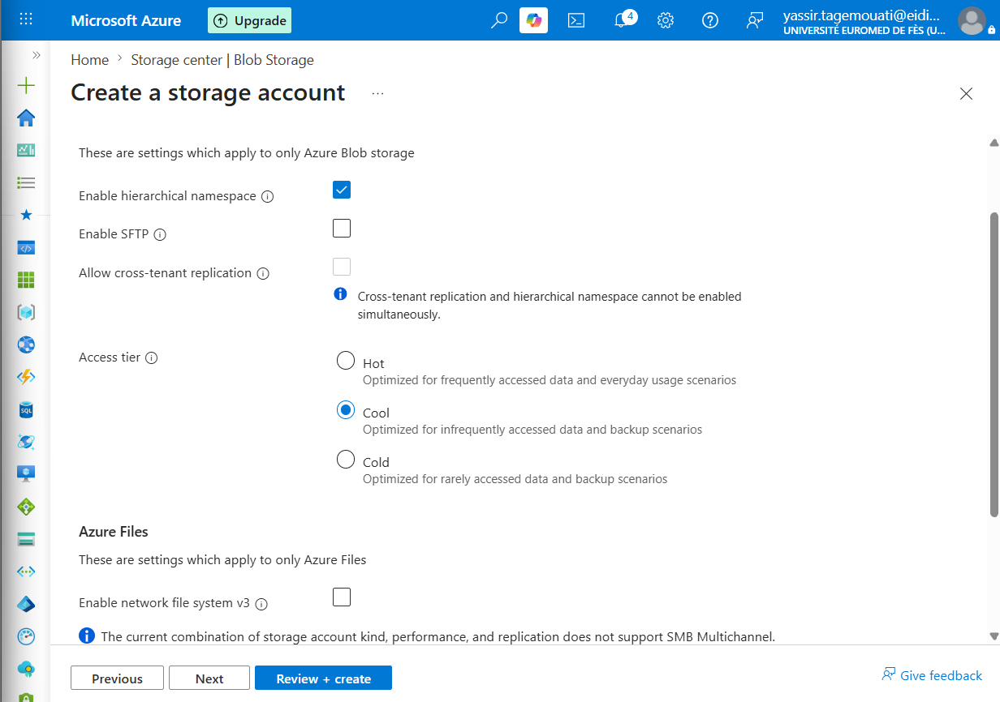 Microsoft Azure
Upgrade
4
yassir.tagemouati@eidi...
UNIVERSITÉ EUROMED DE FÈS (U...
Home > Storage center | Blob Storage
Create a storage account ...
These are settings which apply to only Azure Blob storage
Enable hierarchical namespace
Enable SFTP
Allow cross-tenant replication
Cross-tenant replication and hierarchical namespace cannot be enabled
simultaneously.
Access tier
Hot
Optimized for frequently accessed data and everyday usage scenarios
Cool
Optimized for infrequently accessed data and backup scenarios
Cold
Optimized for rarely accessed data and backup scenarios
SQL
Azure Files
These are settings which apply to only Azure Files
Enable network file system v3
The current combination of storage account kind, performance, and replication does not support SMB Multichannel.
Previous
Next
Review + create
Give feedback